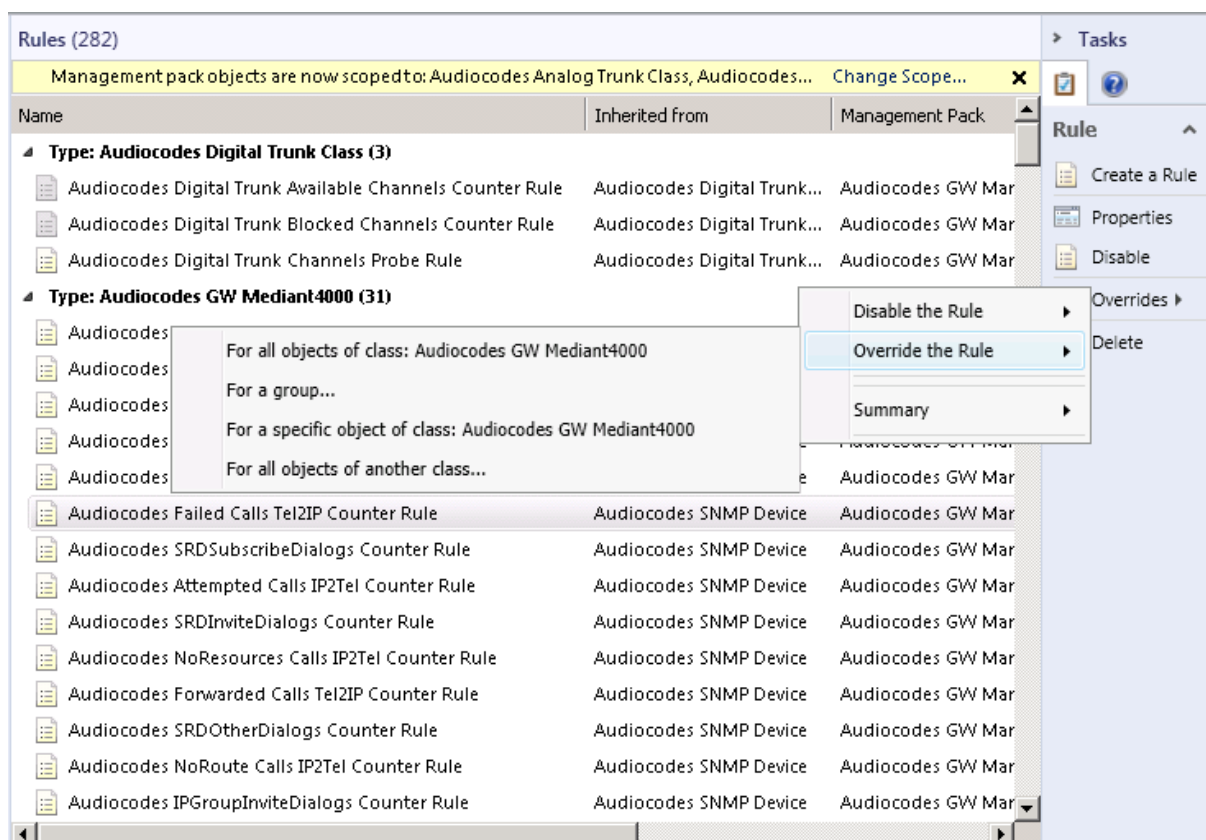 Rules (282)
Management pack objects are now scoped to: Audiocodes Analog Trunk Class, Audiocodes... Change Scope...
Name Inherited from Management Pack
Type: Audiocodes Digital Trunk Class (3)
Audiocodes Digital Trunk Available Channels Counter Rule Audiocodes Digital Trunk... Audiocodes GW Mar
Audiocodes Digital Trunk Blocked Channels Counter Rule Audiocodes Digital Trunk... Audiocodes GW Mar
Audiocodes Digital Trunk Channels Probe Rule Audiocodes Digital Trunk... Audiocodes GW Mar
Type: Audiocodes GW Mediant4000 (31)
Audiocodes
Audiocodes
Audiocodes
Audiocodes
Audiocodes Audiocodes GW Mar
Audiocodes Failed Calls Tel2IP Counter Rule Audiocodes SNMP Device Audiocodes GW Mar
Audiocodes SRDSubscribeDialogs Counter Rule Audiocodes SNMP Device Audiocodes GW Mar
Audiocodes Attempted Calls IP2Tel Counter Rule Audiocodes SNMP Device Audiocodes GW Mar
Audiocodes SRDInviteDialogs Counter Rule Audiocodes SNMP Device Audiocodes GW Mar
Audiocodes NoResources Calls IP2Tel Counter Rule Audiocodes SNMP Device Audiocodes GW Mar
Audiocodes Forwarded Calls Tel2IP Counter Rule Audiocodes SNMP Device Audiocodes GW Mar
Audiocodes SRDOtherDialogs Counter Rule Audiocodes SNMP Device Audiocodes GW Mar
Audiocodes NoRoute Calls IP2Tel Counter Rule Audiocodes SNMP Device Audiocodes GW Mar
Audiocodes IPGroupInviteDialogs Counter Rule Audiocodes SNMP Device Audiocodes GW Mar
For all objects of class: Audiocodes GW Mediant4000
For a group...
For a specific object of class: Audiocodes GW Mediant4000
For all objects of another class...
Disable the Rule
Override the Rule
Summary
Tasks
Rule
Create a Rule
Properties
Disable
Overrides
Delete